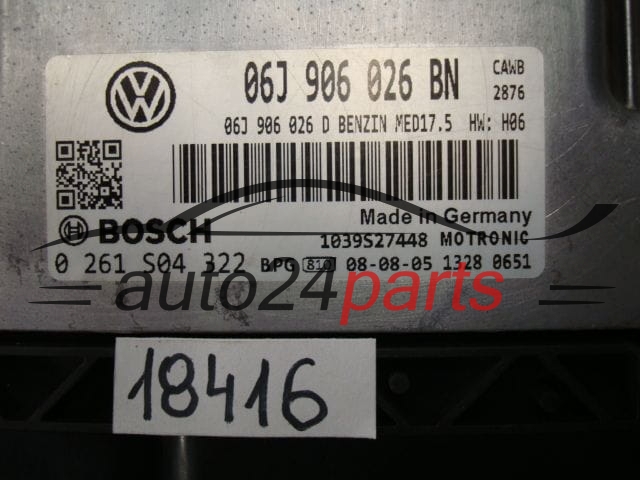 06J 906 026 BN CAWB
2876
06J 906 026 D BENZIN MED17.5 HW: H06
BOSCH
Made in Germany
1039S27448 MOTRONIC
0 261 S04 322 BPG 810 08-08-05 1328 0651
auto24parts
18416